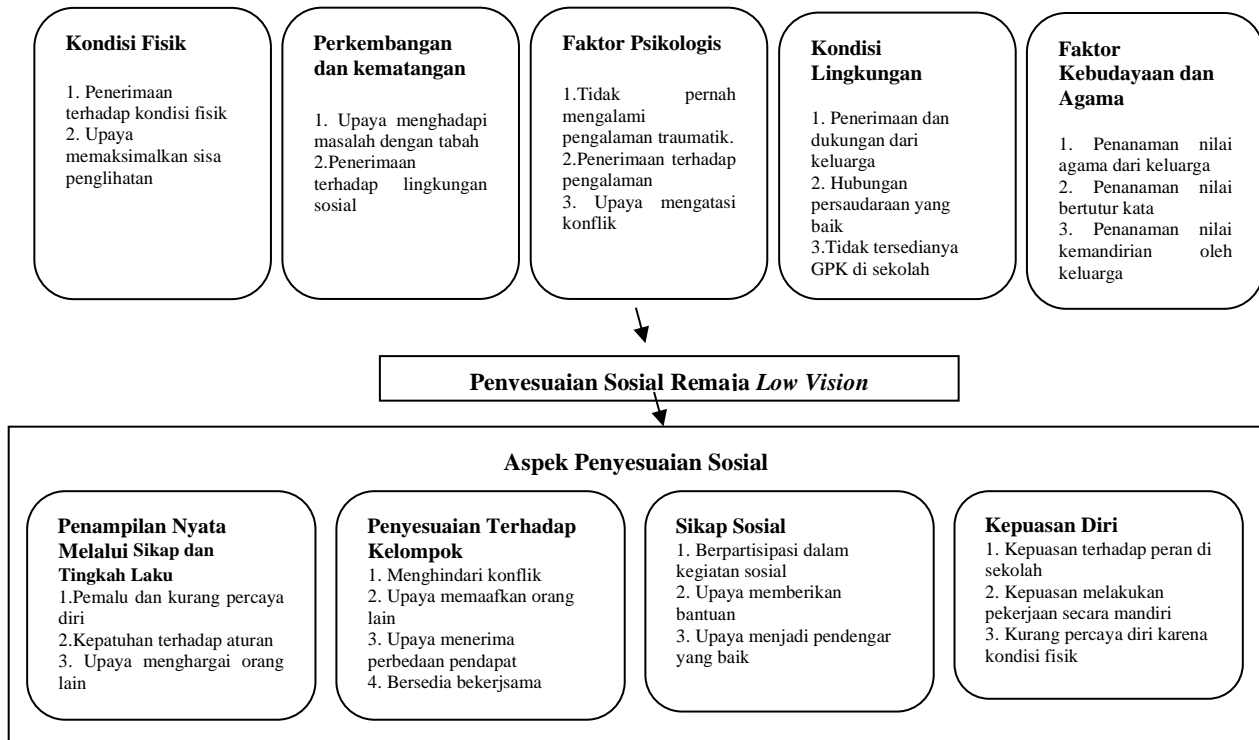 Kondisi Fisik
1. Penerimaan
terhadap kondisi fisik
2. Upaya
memaksimalkan sisa
penglihatan
Perkembangan
dan kematangan
1. Upaya menghadapi
masalah dengan tabah
2.Penerimaan
terhadap lingkungan
sosial
Faktor Psikologis
1.Tidak pernah
mengalami
pengalaman traumatik.
2.Penerimaan terhadap
pengalaman
3. Upaya mengatasi
konflik
Kondisi
Lingkungan
1. Penerimaan dan
dukungan dari
keluarga
2. Hubungan
persaudaraan yang
baik
3.Tidak tersedianya
GPK di sekolah
Faktor
Kebudayaan dan
Agama
1. Penanaman nilai
agama dari keluarga
2. Penanaman nilai
bertutur kata
3. Penanaman nilai
kemandirian oleh
keluarga
Penyesuaian Sosial Remaja Low Vision
Aspek Penyesuaian Sosial
Penampilan Nyata
Melalui Sikap dan
Tingkah Laku
1.Pemalu dan kurang percaya
diri
2.Kepatuhan terhadap aturan
3. Upaya menghargai orang
lain
Penyesuaian Terhadap
Kelompok
1. Menghindari konflik
2. Upaya memaafkan orang
lain
3. Upaya menerima
perbedaan pendapat
4. Bersedia bekerjsama
Sikap Sosial
1. Berpartisipasi dalam
kegiatan sosial
2. Upaya memberikan
bantuan
3. Upaya menjadi pendengar
yang baik
Kepuasan Diri
1. Kepuasan terhadap peran di
sekolah
2. Kepuasan melakukan
pekerjaan secara mandiri
3. Kurang percaya diri karena
kondisi fisik